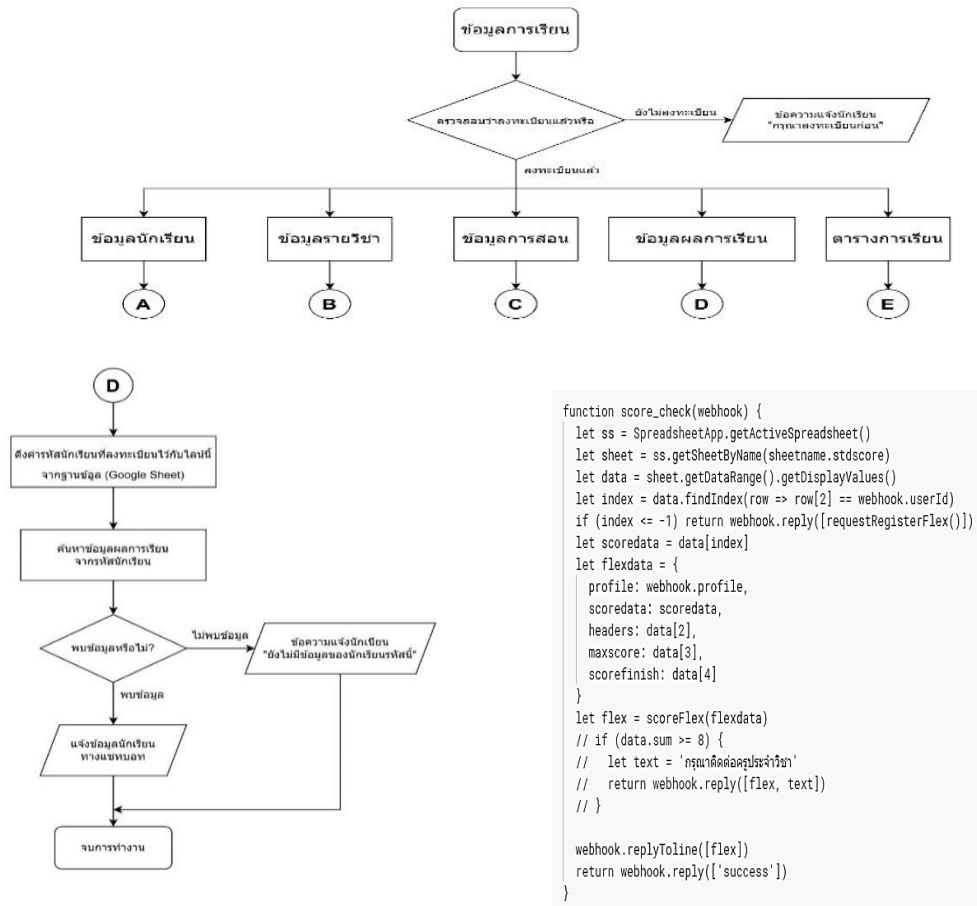 ข้อมูลการเรียน
ตรวจสอบว่าลงทะเบียนแล้วหรือ
ยังไม่ลงทะเบียน
ข้อความแจ้งนักเรียน
"กรุณาลงทะเบียนก่อน"
ลงทะเบียนแล้ว
ข้อมูลนักเรียน
ข้อมูลรายวิชา
ข้อมูลการสอน
ข้อมูลผลการเรียน
ตารางการเรียน
A
B
C
D
E
D
ดึงค่ารหัสนักเรียนที่ลงทะเบียนไว้กับไลน์นี้
จากฐานข้อูล (Google Sheet)
ค้นหาข้อมูลผลการเรียน
จากรหัสนักเรียน
พบข้อมูลหรือไม่?
ไม่พบข้อมูล
ข้อความแจ้งนักเนียน
"ยังไม่มีข้อมูลของนักเรียนรหัสนี้"
พบข้อมูล
แจ้งข้อมูลนักเรียน
ทางแชทบอท
จบการทำงาน
function score_check(webhook) {
let ss = SpreadsheetApp.getActiveSpreadsheet()
let sheet = ss.getSheetByName(sheetname.stdscore)
let data = sheet.getDataRange().getDisplayValues()
let index = data.findIndex(row => row[2] == webhook.userId)
if (index <= -1) return webhook.reply([requestRegisterFlex()])
let scoredata = data[index]
let flexdata = {
profile: webhook.profile,
scoredata: scoredata,
headers: data[2],
maxscore: data[3],
scorefinish: data[4]
}
let flex = scoreFlex(flexdata)
// if (data.sum >= 8) {
// let text = 'กรุณาติดต่อครูประจำวิชา'
// return webhook.reply([flex, text])
// }
webhook.replyToline([flex])
return webhook.reply(['success'])
}